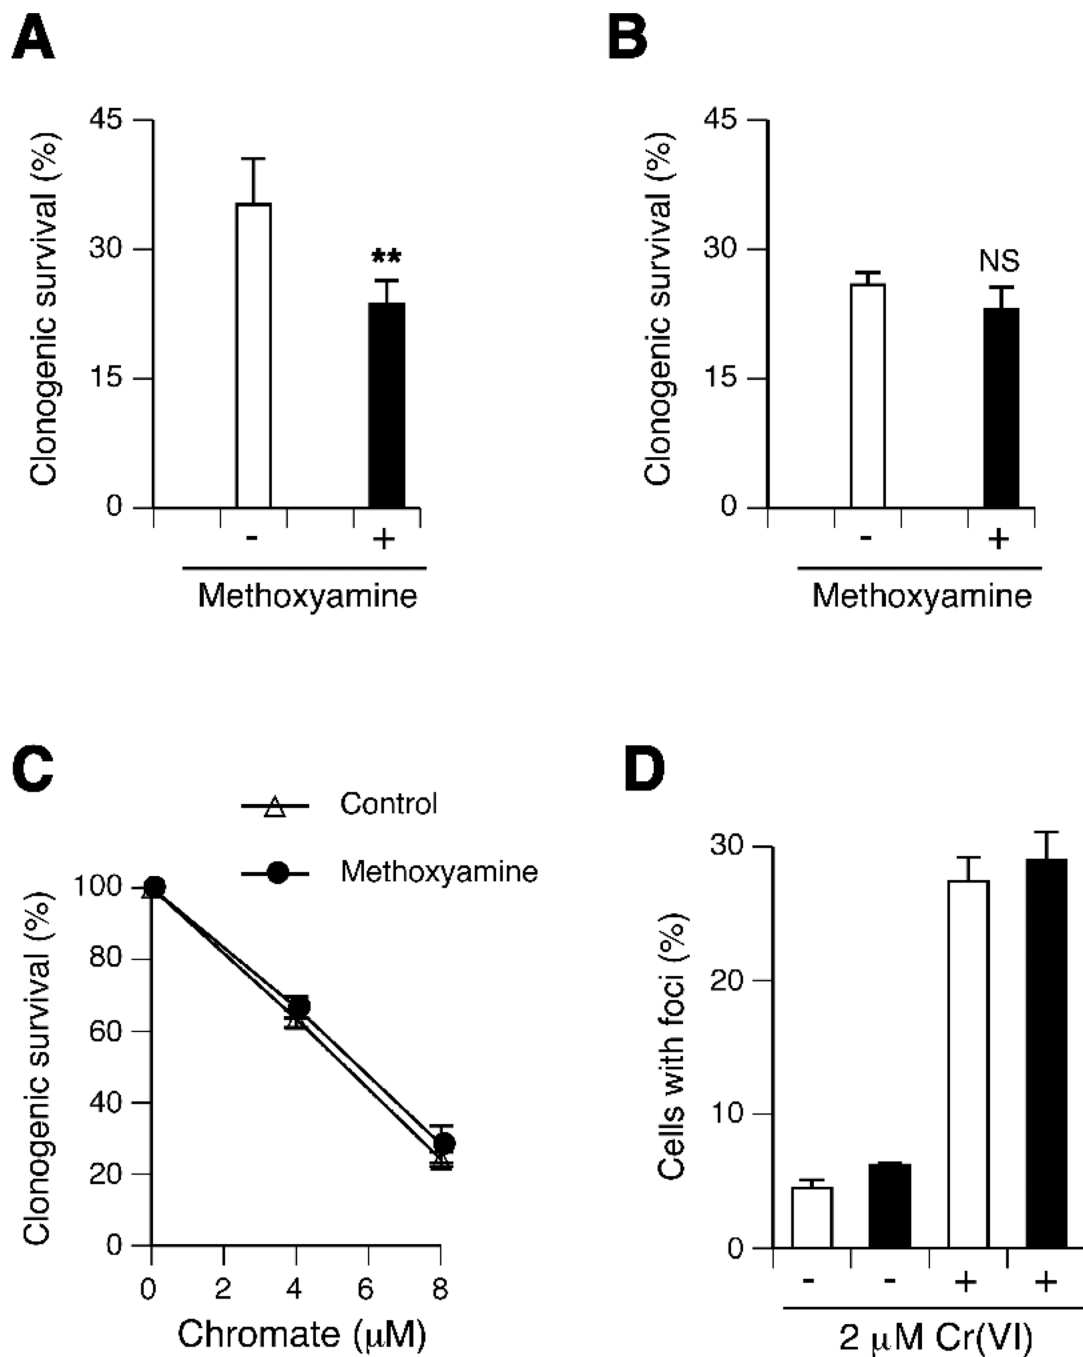 A
Clonogenic survival (%)
45
30
15
0
**
- +
Methoxyamine
B
Clonogenic survival (%)
45
30
15
0
NS
- +
Methoxyamine
C
Control
Methoxyamine
Clonogenic survival (%)
100
80
60
40
20
0
0 2 4 6 8
Chromate (μM)
D
Cells with foci (%)
30
20
10
0
- - + +
2 μM Cr(VI)